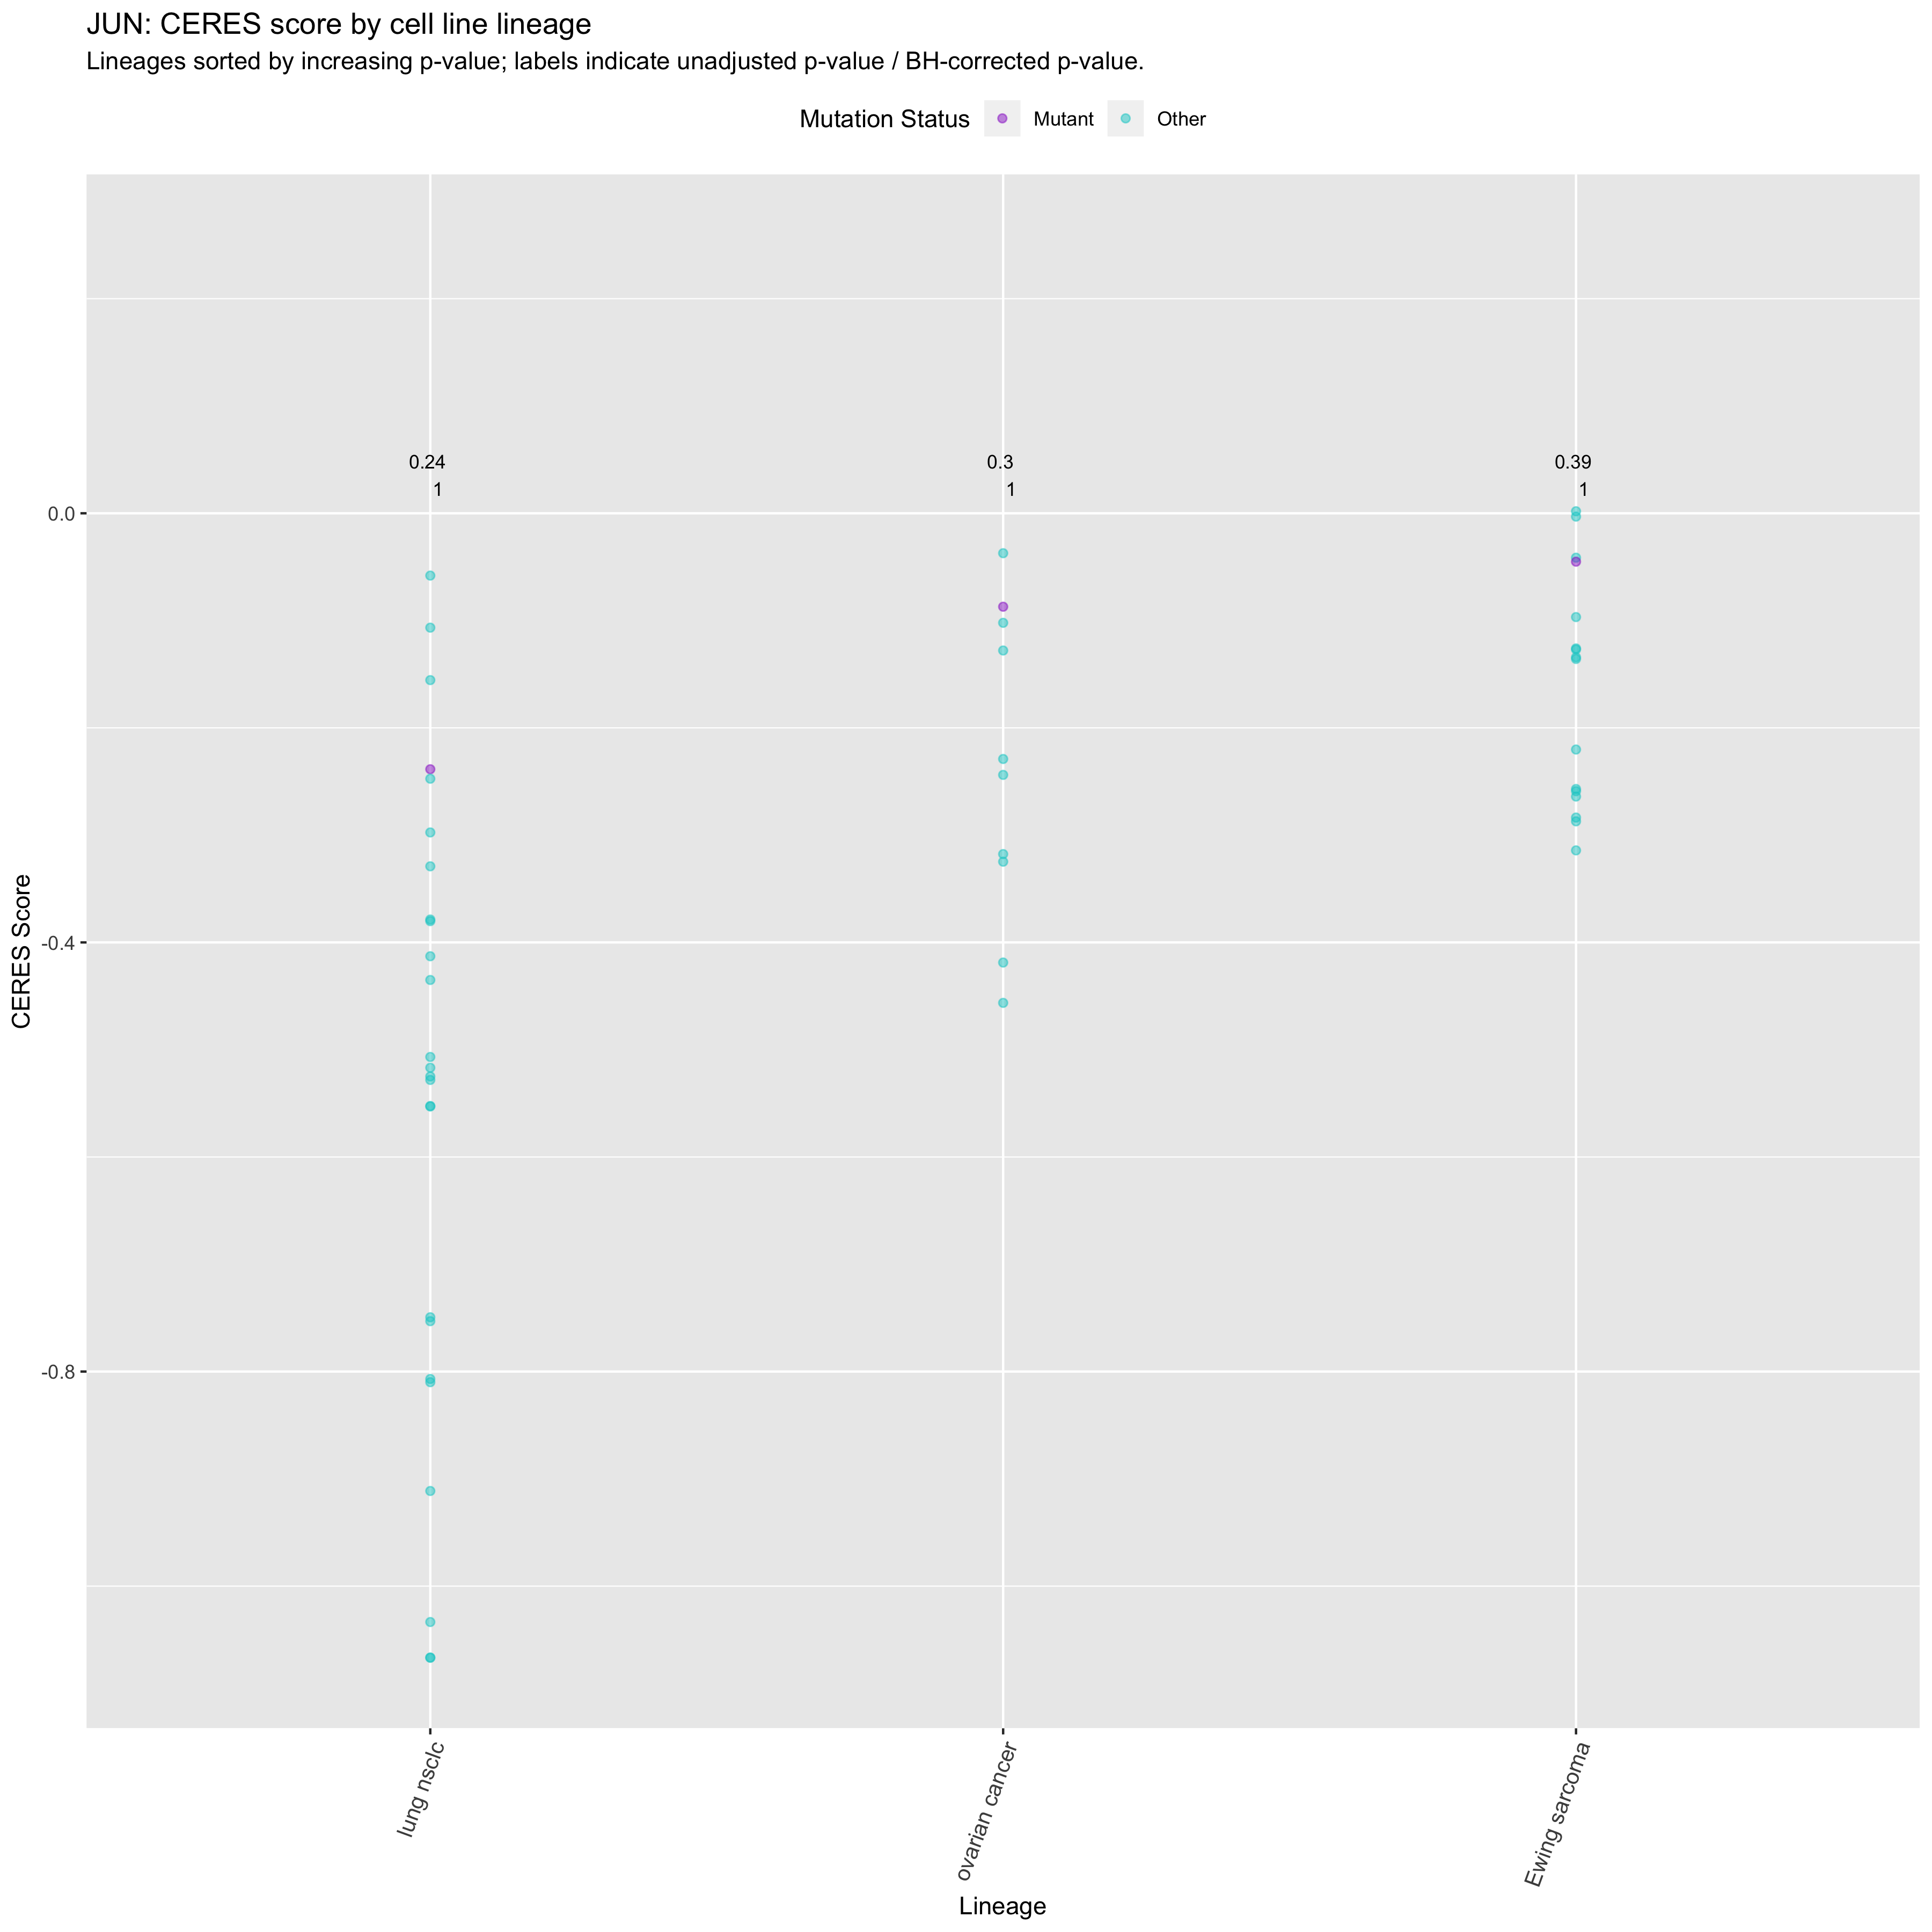 JUN: CERES score by cell line lineage
Lineages sorted by increasing p-value; labels indicate unadjusted p-value / BH-corrected p-value.
Mutation Status Mutant Other
0.24 0.3 0.39
1 1 1
0.0
-0.4
-0.8
CERES Score
lung nsclc
ovarian cancer
Ewing sarcoma
Lineage